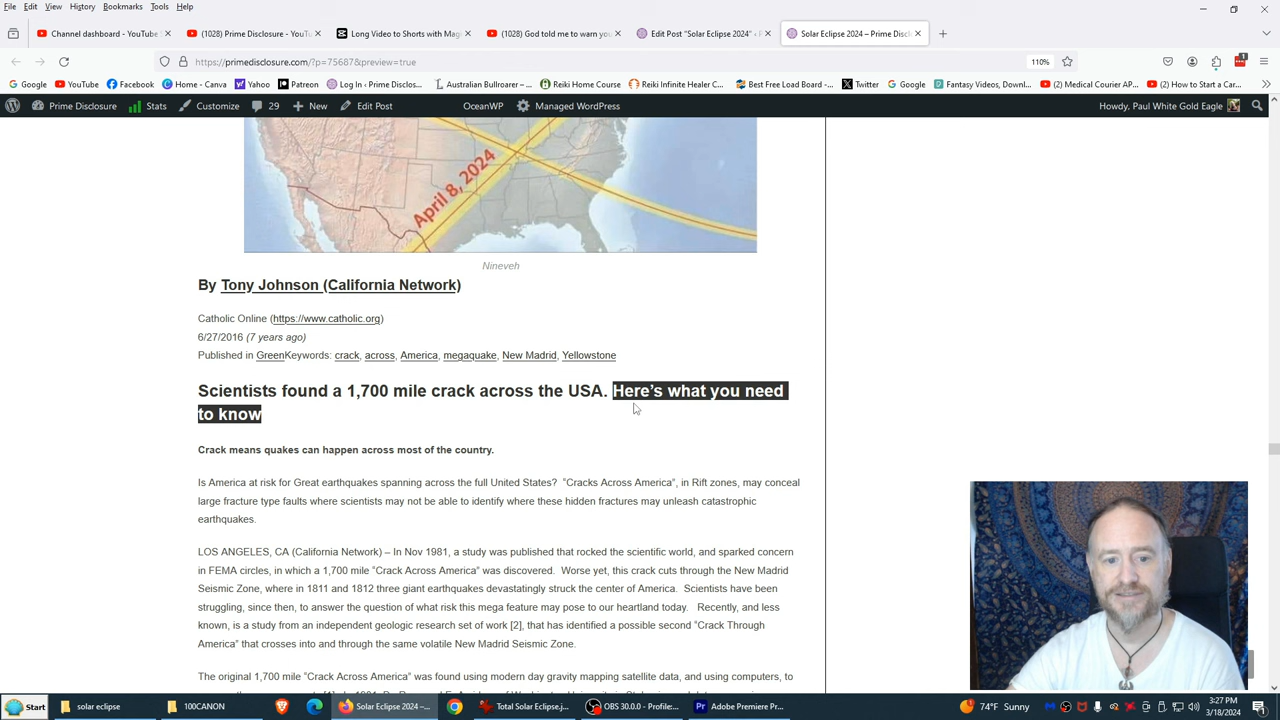 File Edit View History Bookmarks Tools Help
Channel dashboard - YouTube
(1028) Prime Disclosure - YouTu
Long Video to Shorts with Mag
(1028) God told me to warn you
Edit Post "Solar Eclipse 2024"
Solar Eclipse 2024 – Prime Disc
https://primedisclosure.com/?p=75687&preview=true
110%
Google YouTube Facebook Home - Canva Yahoo Patreon Log In ‹ Prime Disclos... Australian Bullroarer –... Reiki Home Course Reiki Infinite Healer C... Best Free Load Board -... Twitter Google Fantasy Videos, Downl... (2) Medical Courier AP... (2) How to Start a Car...
Prime Disclosure Stats Customize 29 New Edit Post OceanWP Managed WordPress Howdy, Paul White Gold Eagle
April 8, 2024
Nineveh
By Tony Johnson (California Network)
Catholic Online (https://www.catholic.org)
6/27/2016 (7 years ago)
Published in GreenKeywords: crack, across, America, megaquake, New Madrid, Yellowstone
Scientists found a 1,700 mile crack across the USA. Here's what you need
to know
Crack means quakes can happen across most of the country.
Is America at risk for Great earthquakes spanning across the full United States? "Cracks Across America", in Rift zones, may conceal
large fracture type faults where scientists may not be able to identify where these hidden fractures may unleash catastrophic
earthquakes.
LOS ANGELES, CA (California Network) – In Nov 1981, a study was published that rocked the scientific world, and sparked concern
in FEMA circles, in which a 1,700 mile "Crack Across America" was discovered. Worse yet, this crack cuts through the New Madrid
Seismic Zone, where in 1811 and 1812 three giant earthquakes devastatingly struck the center of America. Scientists have been
struggling, since then, to answer the question of what risk this mega feature may pose to our heartland today. Recently, and less
known, is a study from an independent geologic research set of work [2], that has identified a possible second "Crack Through
America" that crosses into and through the same volatile New Madrid Seismic Zone.
The original 1,700 mile "Crack Across America" was found using modern day gravity mapping satellite data, and using computers, to
Start solar eclipse 100CANON Solar Eclipse 2024 –... Total Solar Eclipse.j... OBS 30.0.0 - Profile:... Adobe Premiere Pr... 74°F Sunny 3:27 PM
3/18/2024